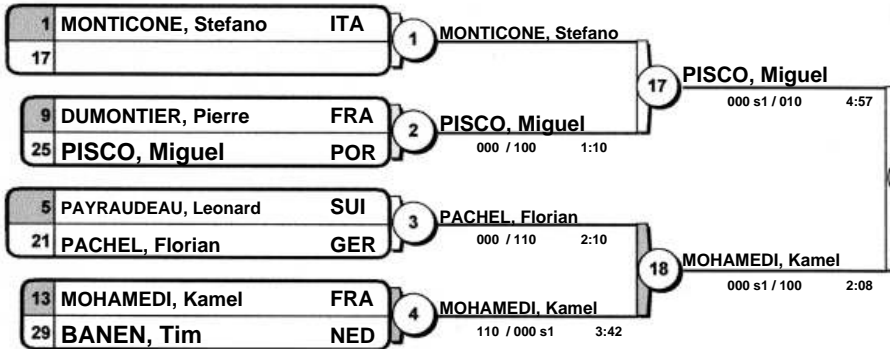 1 MONTICONE, Stefano ITA
17
1 MONTICONE, Stefano
9 DUMONTIER, Pierre FRA
25 PISCO, Miguel POR
2 PISCO, Miguel
000 / 100 1:10
17 PISCO, Miguel
000 s1 / 010 4:57
5 PAYRAUDEAU, Leonard SUI
21 PACHEL, Florian GER
3 PACHEL, Florian
000 / 110 2:10
13 MOHAMEDI, Kamel FRA
29 BANEN, Tim NED
4 MOHAMEDI, Kamel
110 / 000 s1 3:42
18 MOHAMEDI, Kamel
000 s1 / 100 2:08